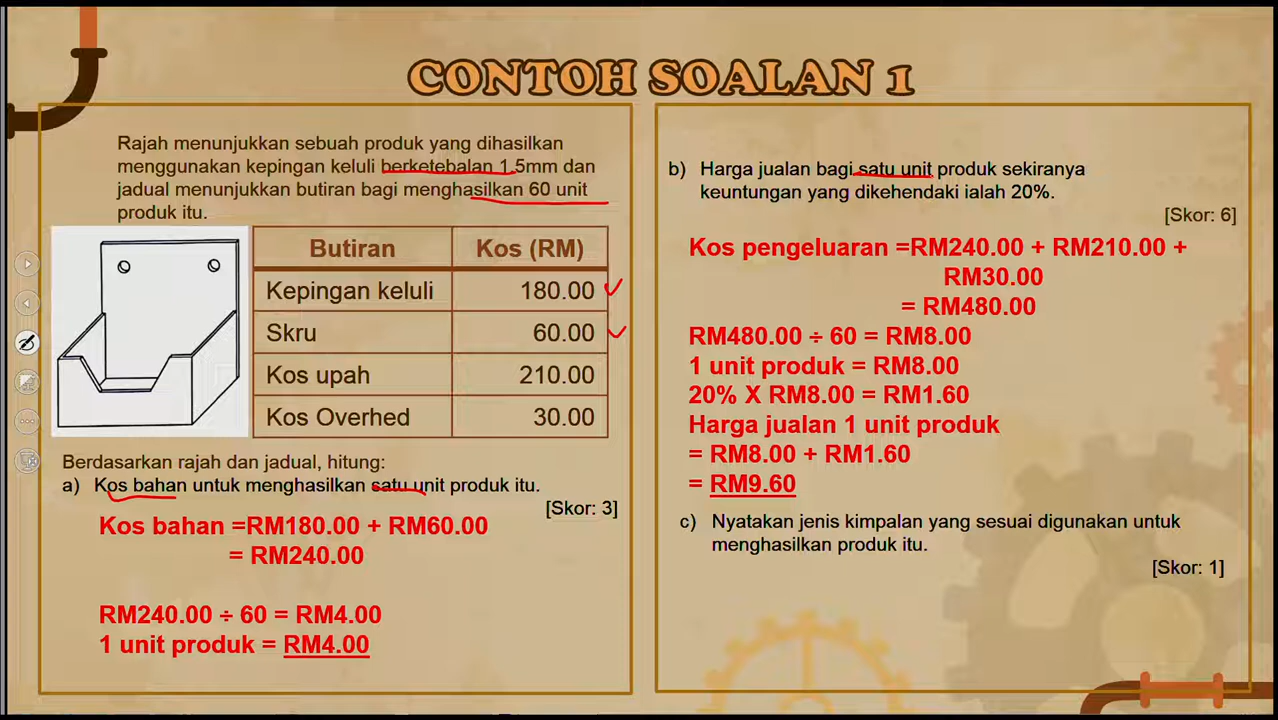 CONTOH SOALAN 1
Rajah menunjukkan sebuah produk yang dihasilkan
menggunakan kepingan keluli berketebalan 1.5mm dan
jadual menunjukkan butiran bagi menghasilkan 60 unit
produk itu.
Butiran Kos (RM)
Kepingan keluli 180.00
Skru 60.00
Kos upah 210.00
Kos Overhed 30.00
Berdasarkan rajah dan jadual, hitung:
a) Kos bahan untuk menghasilkan satu unit produk itu.
[Skor: 3]
Kos bahan =RM180.00 + RM60.00
= RM240.00
RM240.00 ÷ 60 = RM4.00
1 unit produk = RM4.00
b) Harga jualan bagi satu unit produk sekiranya
keuntungan yang dikehendaki ialah 20%.
[Skor: 6]
Kos pengeluaran =RM240.00 + RM210.00 +
RM30.00
= RM480.00
RM480.00 ÷ 60 = RM8.00
1 unit produk = RM8.00
20% X RM8.00 = RM1.60
Harga jualan 1 unit produk
= RM8.00 + RM1.60
= RM9.60
c) Nyatakan jenis kimpalan yang sesuai digunakan untuk
menghasilkan produk itu.
[Skor: 1]